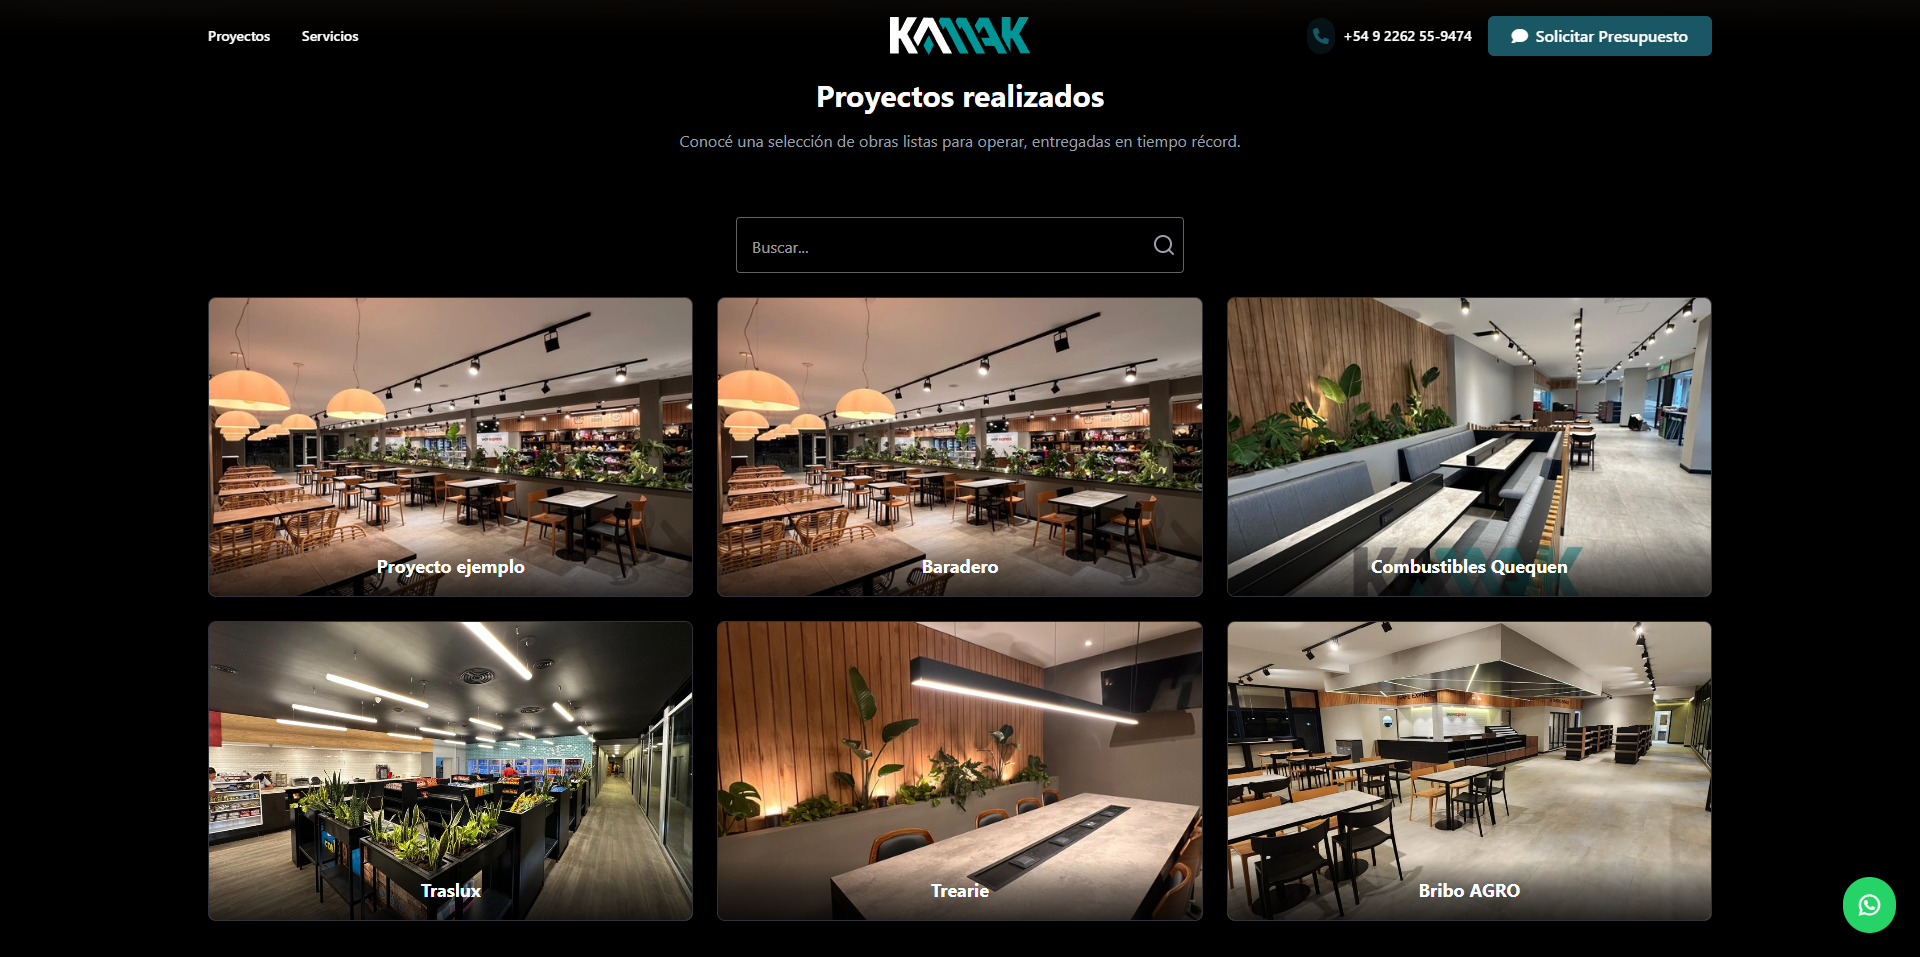 Proyectos
Servicios
KAMAK
+54 9 2262 55-9474
Solicitar Presupuesto
Proyectos realizados
Conocé una selección de obras listas para operar, entregadas en tiempo récord.
Buscar...
Proyecto ejemplo
Baradero
Combustibles Quequen
KAMAK
Traslux
Trearie
Bribo AGRO